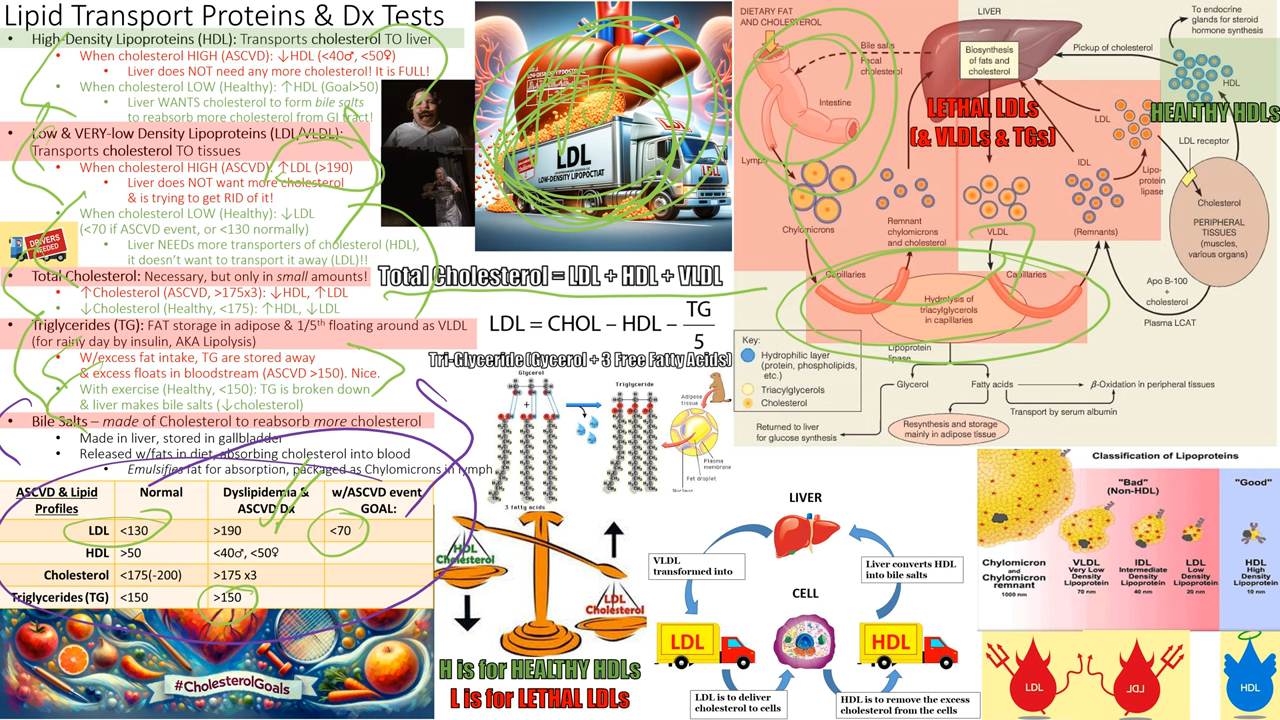 Lipid Transport Proteins & Dx Tests
• High-Density Lipoproteins (HDL): Transports cholesterol TO liver
• When cholesterol HIGH (ASCVD): ↓HDL (<40♂, <50♀)
• Liver does NOT need any more cholesterol! It is FULL!
• When cholesterol LOW (Healthy): ↑HDL (Goal>50)
• Liver WANTS cholesterol to form bile salts
to reabsorb more cholesterol from GI tract!
• Low & VERY-low Density Lipoproteins (LDL/VLDL):
Transports cholesterol TO tissues
• When cholesterol HIGH (ASCVD): ↑LDL (>190)
• Liver does NOT want more cholesterol
& is trying to get RID of it!
• When cholesterol LOW (Healthy): ↓LDL
(<70 if ASCVD event, or <130 normally)
• Liver NEEDs more transporters of cholesterol (HDL),
it doesn't want to transport it away (LDL)!!
DRIVERS
NEEDED
• Total Cholesterol: Necessary, but only in small amounts!
• ↑Cholesterol (ASCVD, >175x3): ↓HDL, ↑LDL
• ↓Cholesterol (Healthy, <175): ↑HDL, ↓LDL
• Triglycerides (TG): FAT storage in adipose & 1/5th floating around as VLDL
(for rainy day by insulin, AKA Lipolysis)
• W/excess fat intake, TG are stored away
& excess floats in bloodstream (ASCVD >150). Nice.
• With exercise (Healthy, <150): TG is broken down
& liver makes bile salts (↓cholesterol)
• Bile Salts – made of Cholesterol to reabsorb more cholesterol
• Made in liver, stored in gallbladder
• Released w/fats in diet, absorbing cholesterol into blood
• Emulsifies fat for absorption, packaged as Chylomicrons in lymph
ASCVD & Lipid Profiles | Normal | Dyslipidemia & ASCVD Dx | w/ASCVD event GOAL:
LDL | <130 | >190 | <70
HDL | >50 | <40♂, <50♀
Cholesterol | <175(-200) | >175 x3
Triglycerides (TG) | <150 | >150
#CholesterolGoals
LDL
LOW-DENSITY LIPOPOCTIAT
LDLL
Total Cholesterol = LDL + HDL + VLDL
LDL = CHOL − HDL − TG
5
Tri-Glyceride (Gycerol + 3 Free Fatty Acids)
Glycerol
Triglyceride
Adipose
tissue
Plasma
membrane
Fat droplet
Nucleus
3 fatty acids
HDL
Cholesterol
LDL
Cholesterol
H is for HEALTHY HDLs
L is for LETHAL LDLs
DIETARY FAT
AND CHOLESTEROL
LIVER
To endocrine
glands for steroid
hormone synthesis
Bile salts
Fecal
cholesterol
Biosynthesis
of fats and
cholesterol
Pickup of cholesterol
HDL
Intestine
LETHAL LDLs
(& VLDLs & TGs)
HEALTHY HDLs
LDL
LDL receptor
Lymph
IDL
Lipo-
protein
lipase
Cholesterol
Chylomicrons
Remnant
chylomicrons
and cholesterol
VLDL
(Remnants)
PERIPHERAL
TISSUES
(muscles,
various organs)
Capillaries
Capillaries
Hydrolysis of
triacylglycerols
in capillaries
Apo B-100
+
cholesterol
Plasma LCAT
Key:
Hydrophilic layer
(protein, phospholipids,
etc.)
Triacylglycerols
Cholesterol
Lipoprotein
lipase
Glycerol
Fatty acids
β-Oxidation in peripheral tissues
Transport by serum albumin
Returned to liver
for glucose synthesis
Resynthesis and storage
mainly in adipose tissue
LIVER
VLDL
transformed into
Liver converts HDL
into bile salts
CELL
LDL
HDL
LDL is to deliver
cholesterol to cells
HDL is to remove the excess
cholesterol from the cells
Classification of Lipoproteins
"Bad"
(Non-HDL)
"Good"
Chylomicron
and
Chylomicron
remnant
1000 nm
VLDL
Very Low
Density
Lipoprotein
70 nm
IDL
Intermediate
Density
Lipoprotein
40 nm
LDL
Low
Density
Lipoprotein
20 nm
HDL
High
Density
Lipoprotein
10 nm
LDL
LDL
HDL